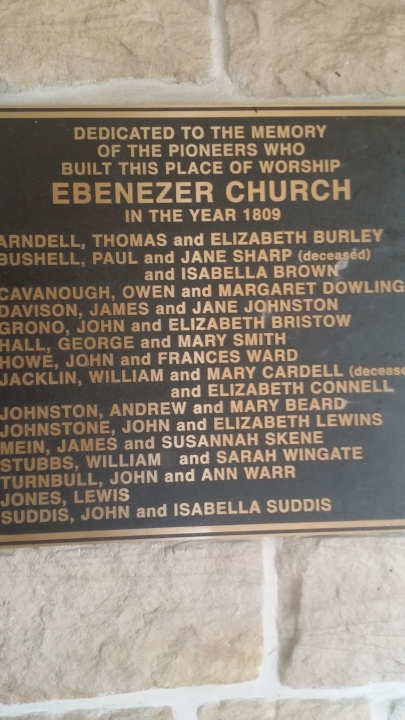 DEDICATED TO THE MEMORY
OF THE PIONEERS WHO
BUILT THIS PLACE OF WORSHIP
EBENEZER CHURCH
IN THE YEAR 1809
ARNDELL, THOMAS and ELIZABETH BURLEY
BUSHELL, PAUL and JANE SHARP (deceased)
and ISABELLA BROWN
CAVANOUGH, OWEN and MARGARET DOWLING
DAVISON, JAMES and JANE JOHNSTON
GRONO, JOHN and ELIZABETH BRISTOW
HALL, GEORGE and MARY SMITH
HOWE, JOHN and FRANCES WARD
JACKLIN, WILLIAM and MARY CARDELL (decease
and ELIZABETH CONNELL
JOHNSTON, ANDREW and MARY BEARD
JOHNSTONE, JOHN and ELIZABETH LEWINS
MEIN, JAMES and SUSANNAH SKENE
STUBBS, WILLIAM and SARAH WINGATE
TURNBULL, JOHN and ANN WARR
JONES, LEWIS
SUDDIS, JOHN and ISABELLA SUDDIS